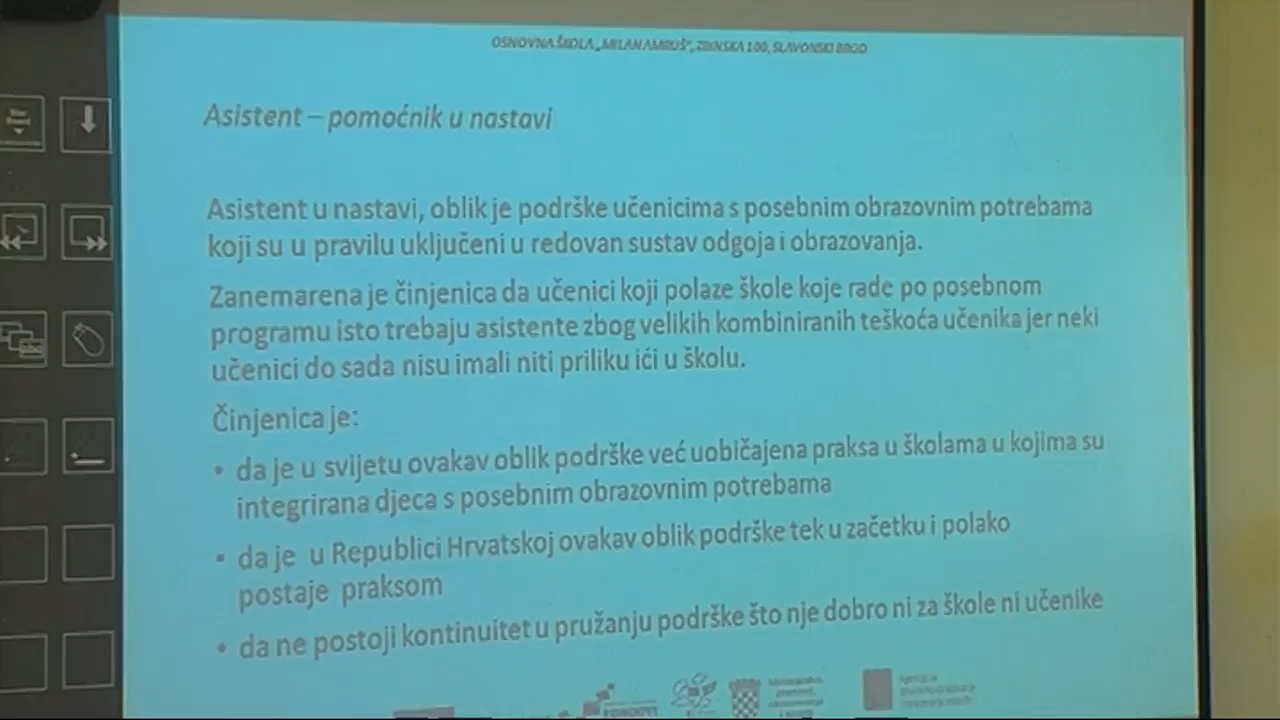 OSNOVNA ŠKOLA „MILAN AMRUŠ", ZRINSKA 100, SLAVONSKI BROD
Asistent – pomoćnik u nastavi
Asistent u nastavi, oblik je podrške učenicima s posebnim obrazovnim potrebama
koji su u pravilu uključeni u redovan sustav odgoja i obrazovanja.
Zanemarena je činjenica da učenici koji polaze škole koje rade po posebnom
programu isto trebaju asistente zbog velikih kombiniranih teškoća učenika jer neki
učenici do sada nisu imali niti priliku ići u školu.
Činjenica je:
• da je u svijetu ovakav oblik podrške već uobičajena praksa u školama u kojima su
integrirana djeca s posebnim obrazovnim potrebama
▪ da je u Republici Hrvatskoj ovakav oblik podrške tek u začetku i polako
postaje praksom
• da ne postoji kontinuitet u pružanju podrške što nje dobro ni za škole ni učenike